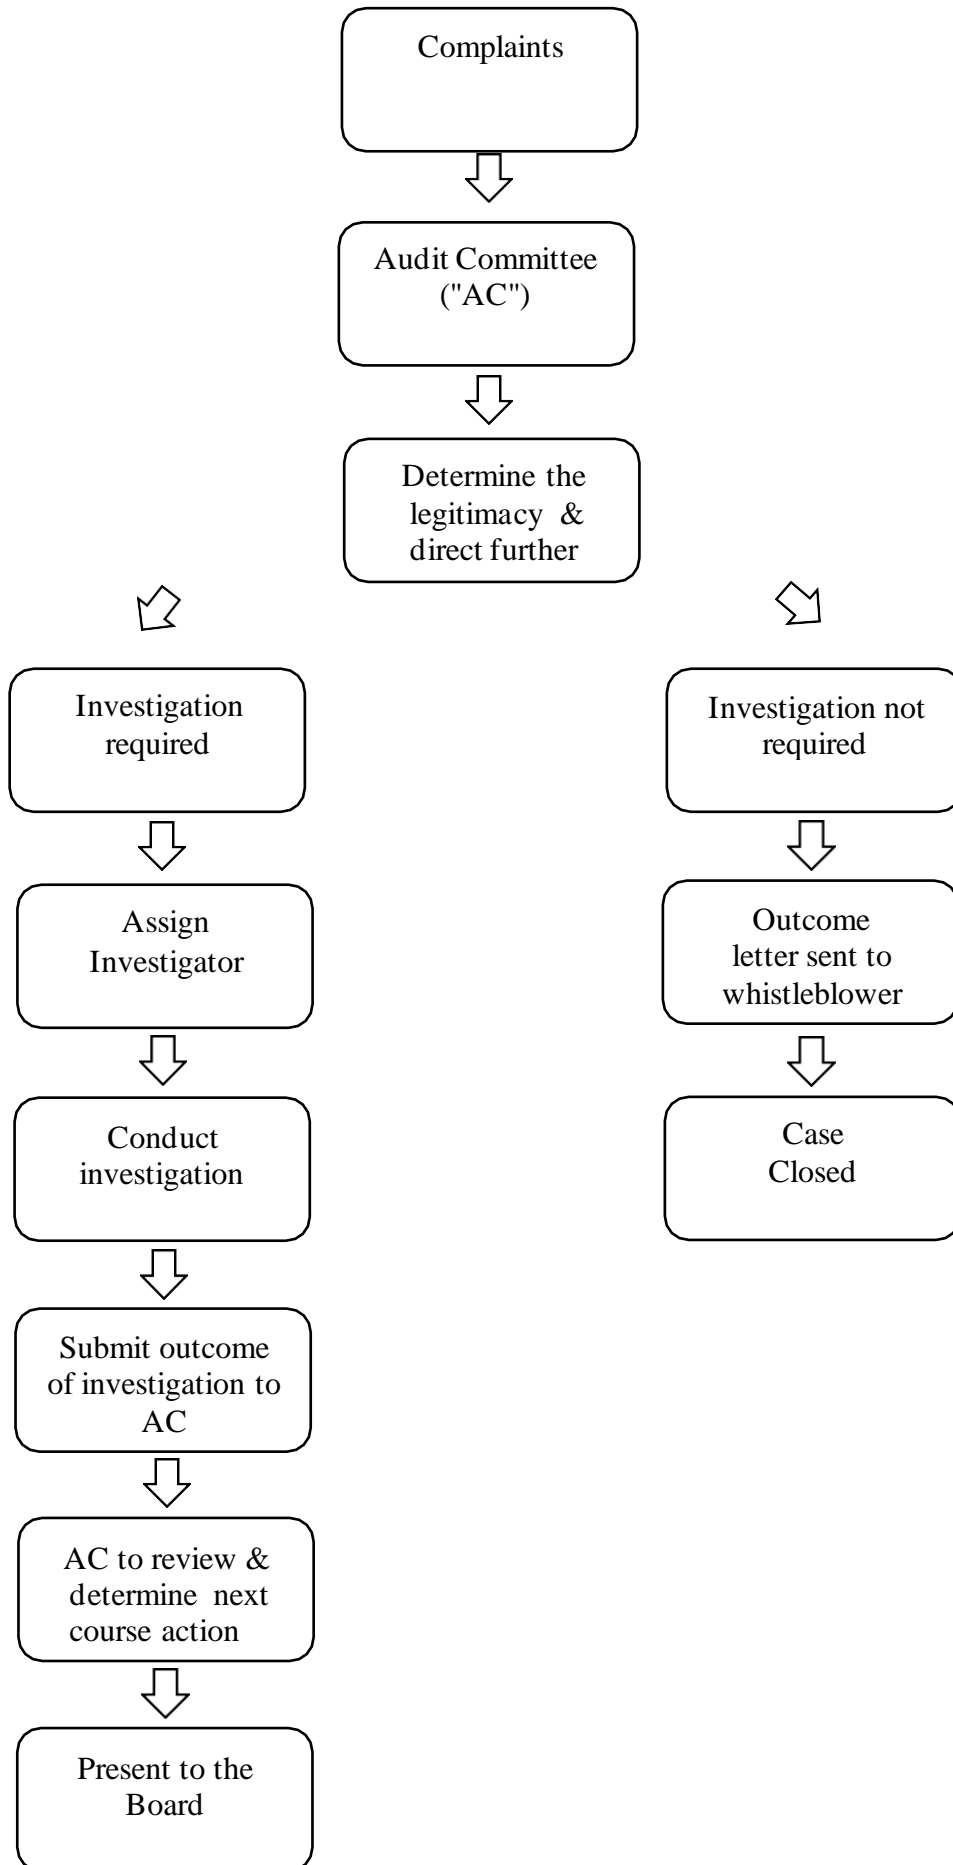 Complaints
Audit Committee
("AC")
Determine the
legitimacy &
direct further
Investigation
required
Investigation not
required
Assign
Investigator
Outcome
letter sent to
whistleblower
Conduct
investigation
Case
Closed
Submit outcome
of investigation to
AC
AC to review &
determine next
course action
Present to the
Board